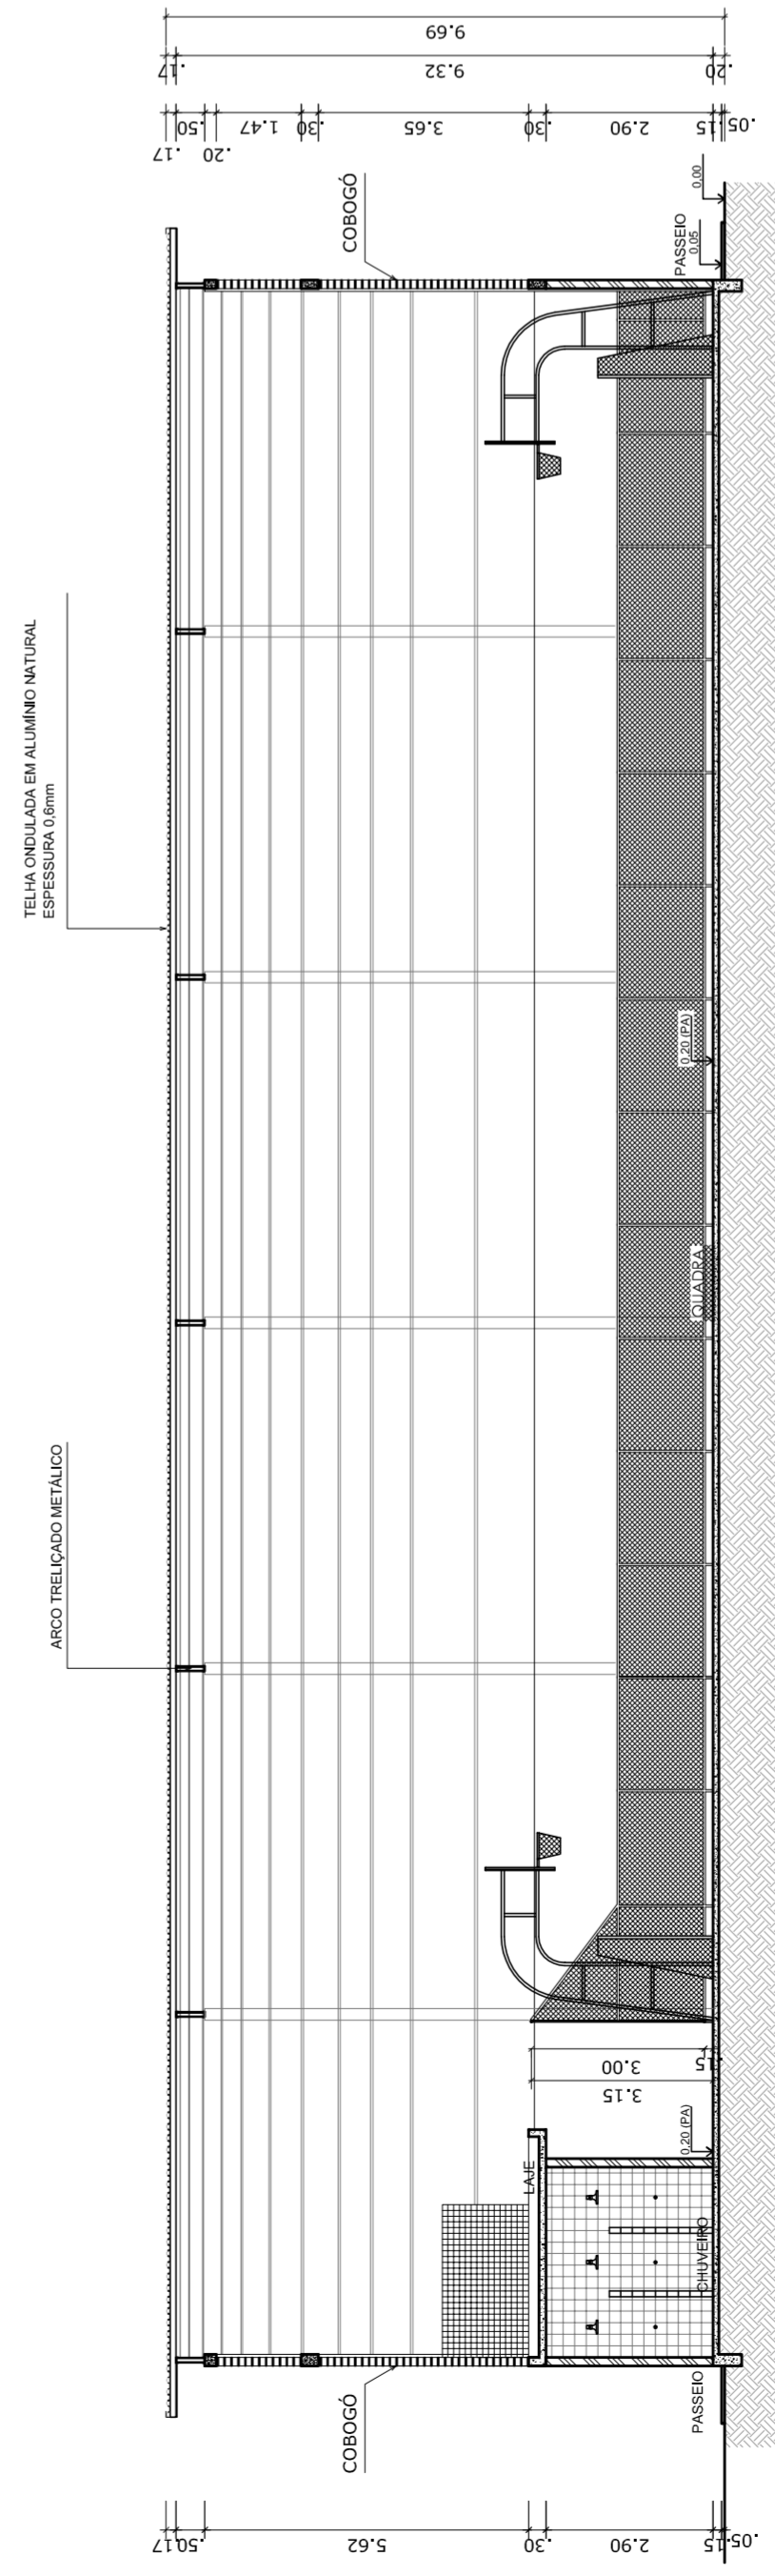 9.69
.17
9.32
.20
.17
.50
.20
1.47
.30
3.65
.30
2.90
.15
.05
COBOGÓ
0,00
PASSEIO
0,05
TELHA ONDULADA EM ALUMÍNIO NATURAL
ESPESSURA 0,6mm
0,20 (PA)
QUADRA
ARCO TRELIÇADO METÁLICO
3.00
.15
3.15
0,20 (PA)
LAJE
CHUVEIRO
COBOGÓ
PASSEIO
.17
.50
5.62
.30
2.90
.15
.05